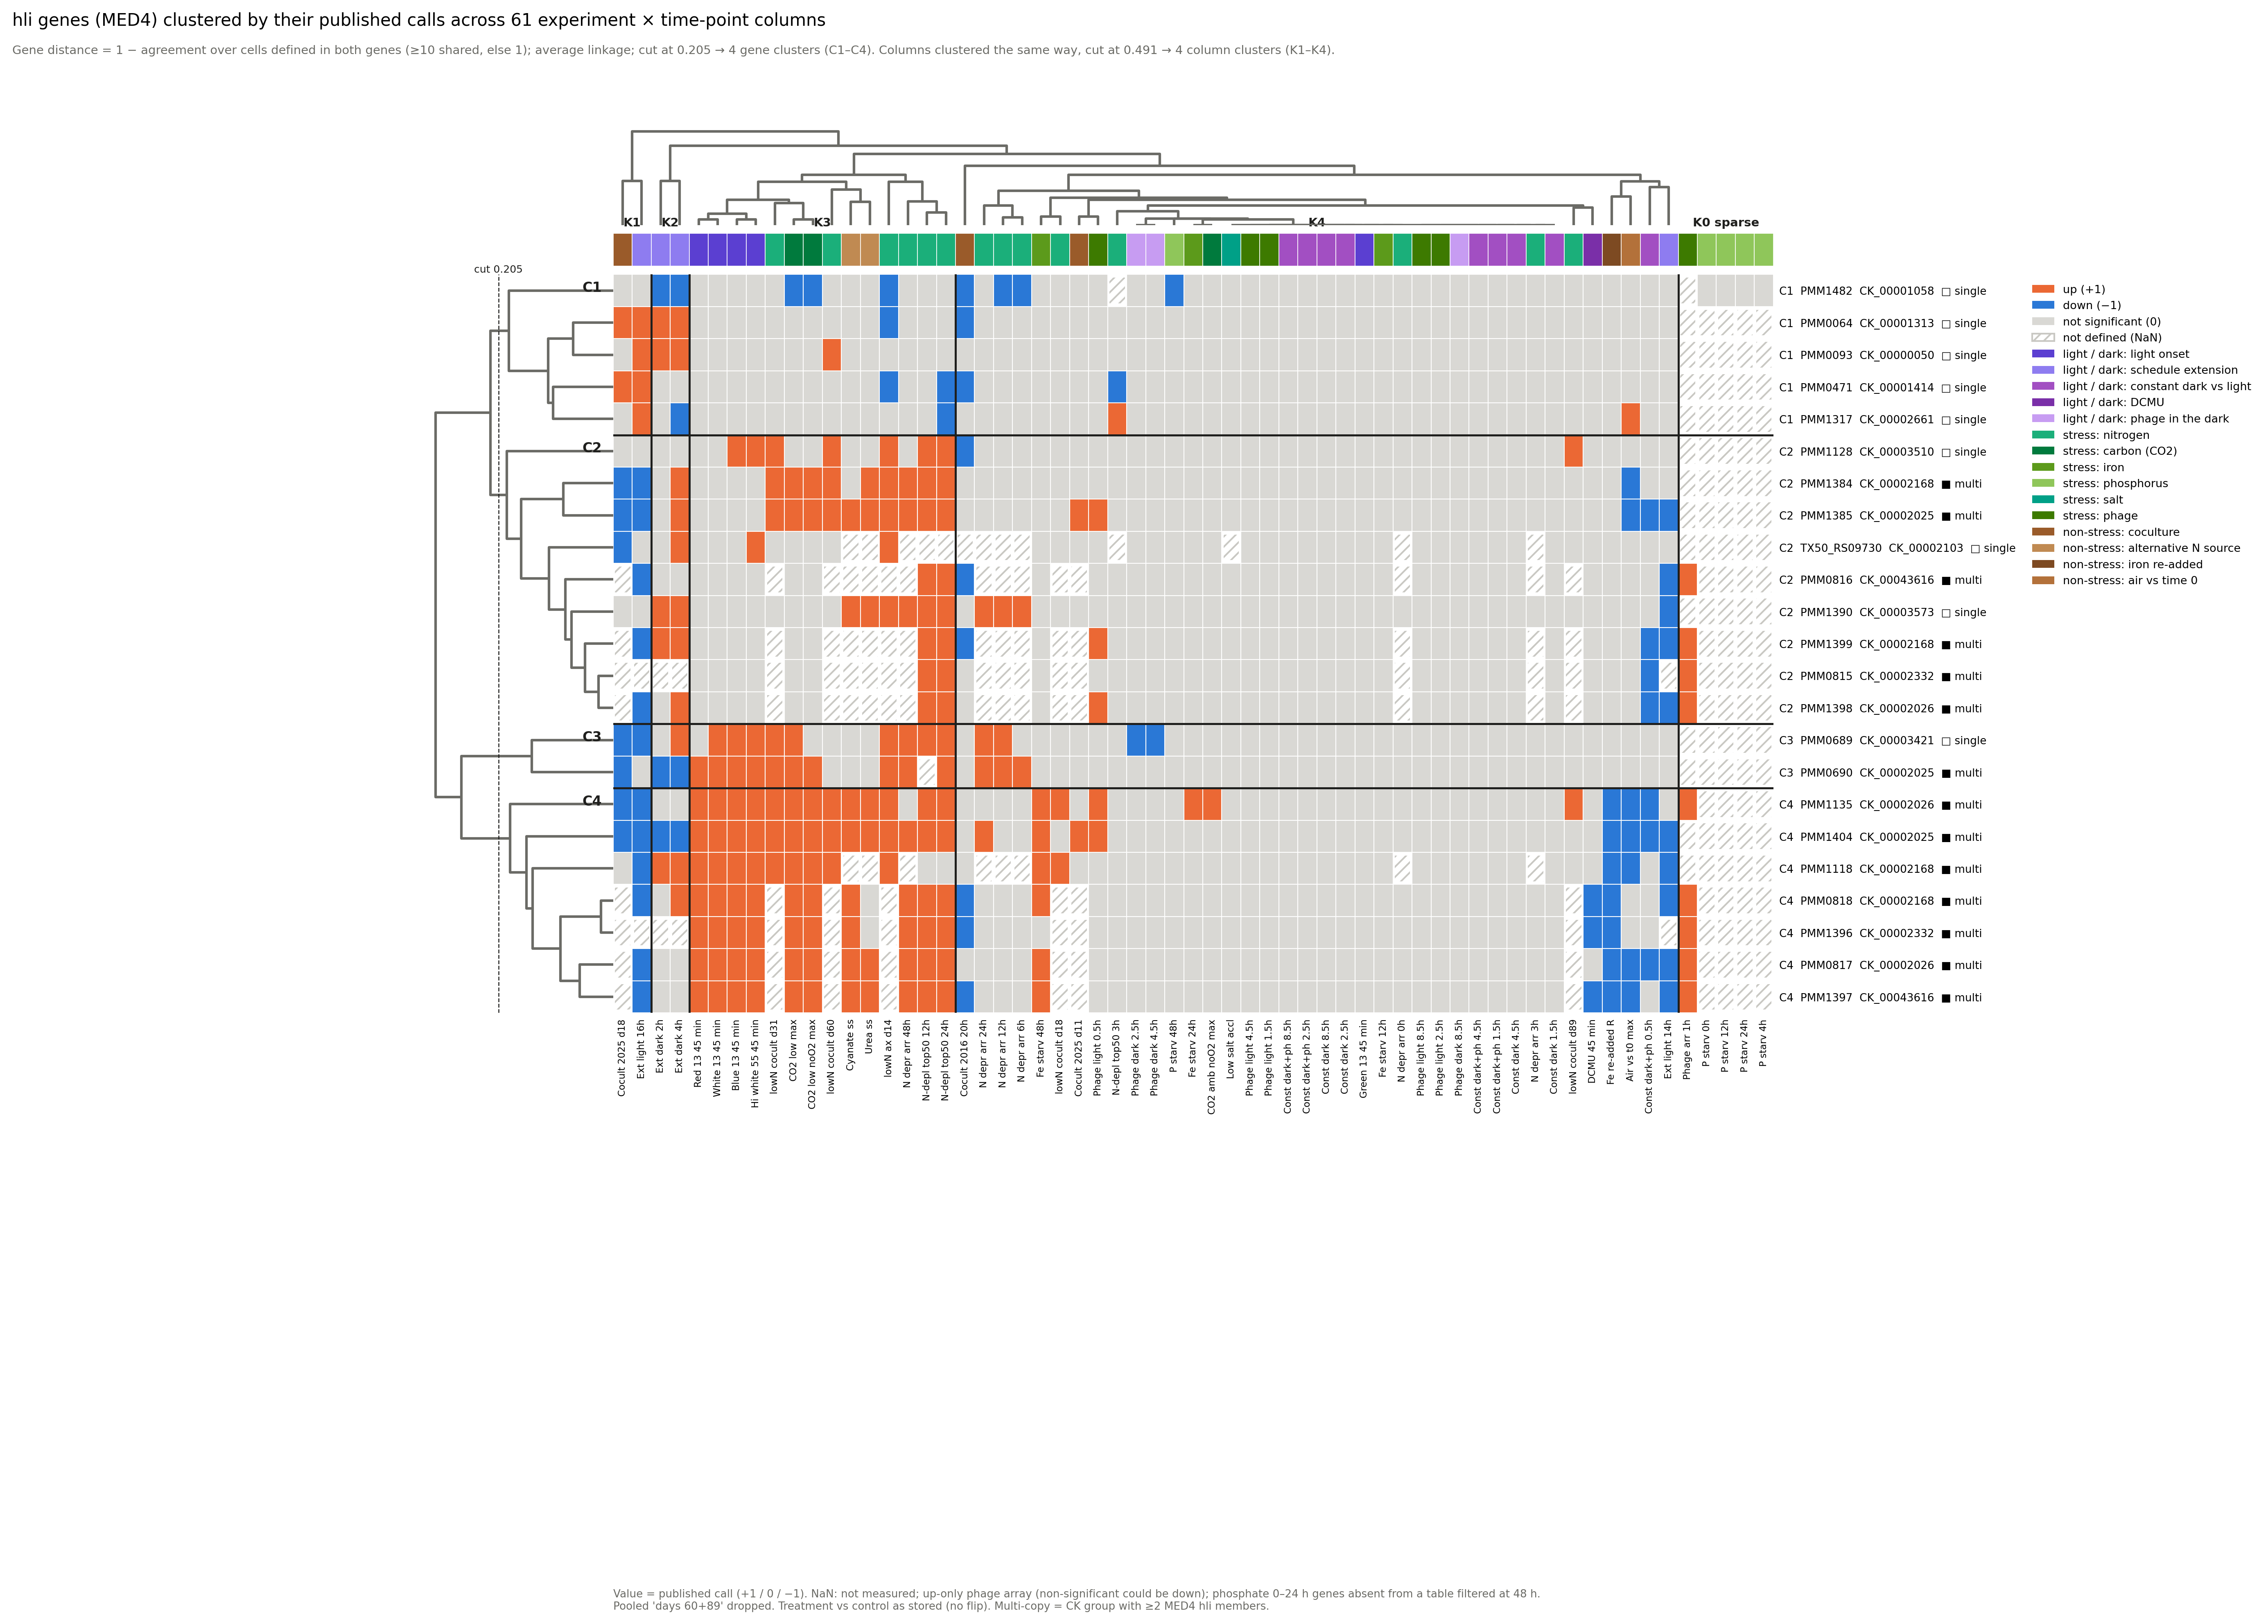 hli genes (MED4) clustered by their published calls across 61 experiment × time-point columns
Gene distance = 1 − agreement over cells defined in both genes (≥10 shared, else 1); average linkage; cut at 0.205 → 4 gene clusters (C1–C4). Columns clustered the same way, cut at 0.491 → 4 column clusters (K1–K4).
K1
K2
K3
K4
K0 sparse
cut 0.205
C1
C2
C3
C4
C1 PMM1482 CK_00001058 □ single
C1 PMM0064 CK_00001313 □ single
C1 PMM0093 CK_00000050 □ single
C1 PMM0471 CK_00001414 □ single
C1 PMM1317 CK_00002661 □ single
C2 PMM1128 CK_00003510 □ single
C2 PMM1384 CK_00002168 ■ multi
C2 PMM1385 CK_00002025 ■ multi
C2 TX50_RS09730 CK_00002103 □ single
C2 PMM0816 CK_00043616 ■ multi
C2 PMM1390 CK_00003573 □ single
C2 PMM1399 CK_00002168 ■ multi
C2 PMM0815 CK_00002332 ■ multi
C2 PMM1398 CK_00002026 ■ multi
C3 PMM0689 CK_00003421 □ single
C3 PMM0690 CK_00002025 ■ multi
C4 PMM1135 CK_00002026 ■ multi
C4 PMM1404 CK_00002025 ■ multi
C4 PMM1118 CK_00002168 ■ multi
C4 PMM0818 CK_00002168 ■ multi
C4 PMM1396 CK_00002332 ■ multi
C4 PMM0817 CK_00002026 ■ multi
C4 PMM1397 CK_00043616 ■ multi
up (+1)
down (−1)
not significant (0)
not defined (NaN)
light / dark: light onset
light / dark: schedule extension
light / dark: constant dark vs light
light / dark: DCMU
light / dark: phage in the dark
stress: nitrogen
stress: carbon (CO2)
stress: iron
stress: phosphorus
stress: salt
stress: phage
non-stress: coculture
non-stress: alternative N source
non-stress: iron re-added
non-stress: air vs time 0
Cocult 2025 d18
Ext light 16h
Ext dark 2h
Ext dark 4h
Red 13 45 min
White 13 45 min
Blue 13 45 min
Hi white 55 45 min
lowN cocult d31
CO2 low max
CO2 low noO2 max
lowN cocult d60
Cyanate ss
Urea ss
lowN ax d14
N depr arr 48h
N-depl top50 12h
N-depl top50 24h
Cocult 2016 20h
N depr arr 24h
N depr arr 12h
N depr arr 6h
Fe starv 48h
lowN cocult d18
Cocult 2025 d11
Phage light 0.5h
N-depl top50 3h
Phage dark 2.5h
Phage dark 4.5h
P starv 48h
Fe starv 24h
CO2 amb noO2 max
Low salt accl
Phage light 4.5h
Phage light 1.5h
Const dark+ph 8.5h
Const dark+ph 2.5h
Const dark 8.5h
Const dark 2.5h
Green 13 45 min
Fe starv 12h
N depr arr 0h
Phage light 8.5h
Phage light 2.5h
Phage dark 8.5h
Const dark+ph 4.5h
Const dark+ph 1.5h
Const dark 4.5h
N depr arr 3h
Const dark 1.5h
lowN cocult d89
DCMU 45 min
Fe re-added R
Air vs t0 max
Const dark+ph 0.5h
Ext light 14h
Phage arr 1h
P starv 0h
P starv 12h
P starv 24h
P starv 4h
Value = published call (+1 / 0 / −1). NaN: not measured; up-only phage array (non-significant could be down); phosphate 0–24 h genes absent from a table filtered at 48 h.
Pooled 'days 60+89' dropped. Treatment vs control as stored (no flip). Multi-copy = CK group with ≥2 MED4 hli members.